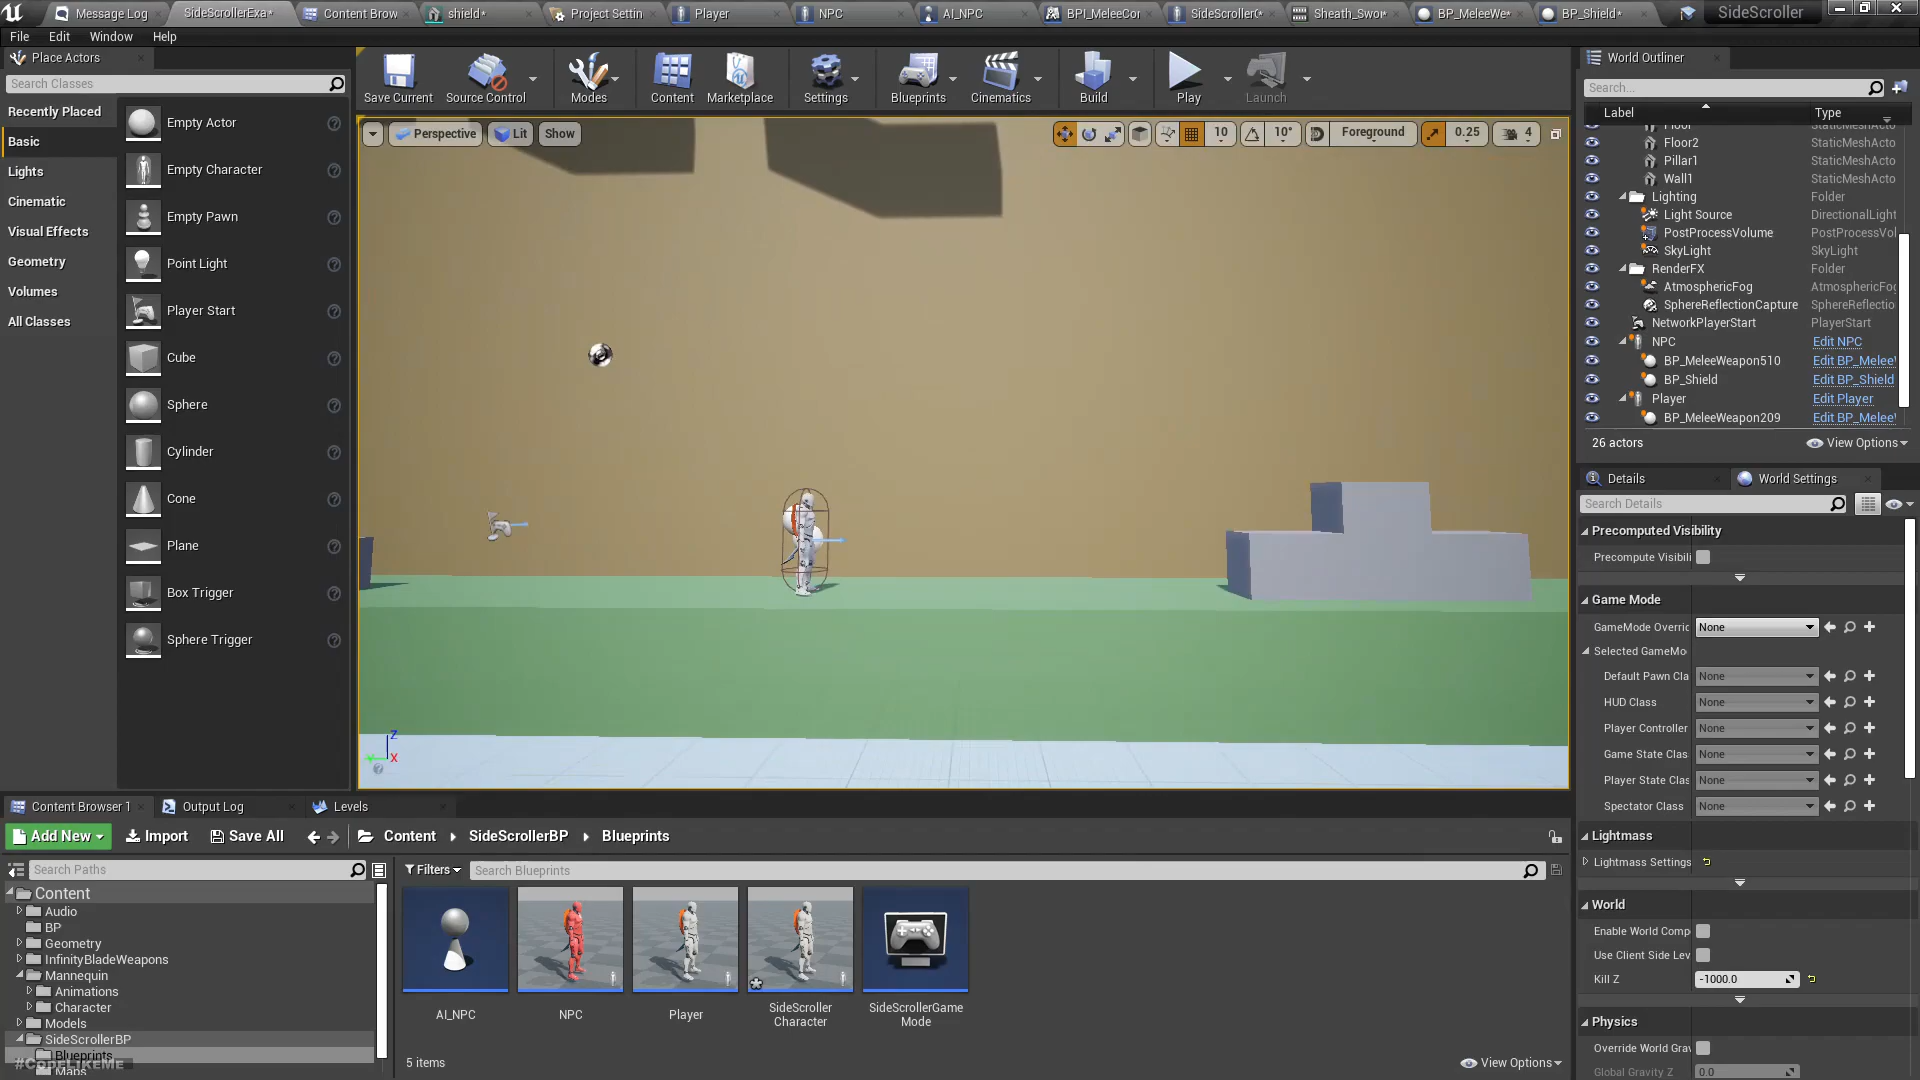 Message Log
SideScrollerExa*
Content Brow
shield*
Project Settin
Player
NPC
AI_NPC
BPI_MeleeCor
SideScroller(*
Sheath_Swor*
BP_MeleeWe*
BP_Shield*
SideScroller
File Edit Window Help
Place Actors
Search Classes
Recently Placed
Basic
Lights
Cinematic
Visual Effects
Geometry
Volumes
All Classes
Empty Actor
Empty Character
Empty Pawn
Point Light
Player Start
Cube
Sphere
Cylinder
Cone
Plane
Box Trigger
Sphere Trigger
Save Current
Source Control
Modes
Content
Marketplace
Settings
Blueprints
Cinematics
Build
Play
Launch
Perspective
Lit
Show
10
10°
Foreground
0.25
4
Z
X
World Outliner
Search...
Label Type
Floor StaticMeshActo
Floor2 StaticMeshActo
Pillar1 StaticMeshActo
Wall1 StaticMeshActo
Lighting Folder
Light Source DirectionalLight
PostProcessVolume PostProcessVol
SkyLight SkyLight
RenderFX Folder
AtmosphericFog AtmosphericFog
SphereReflectionCapture SphereReflectio
NetworkPlayerStart PlayerStart
NPC Edit NPC
BP_MeleeWeapon510 Edit BP_Melee
BP_Shield Edit BP_Shield
Player Edit Player
BP_MeleeWeapon209 Edit BP_Melee
26 actors
View Options
Details
World Settings
Search Details
Precomputed Visibility
Precompute Visibili
Game Mode
GameMode Overric None
Selected GameMo
Default Pawn Cla None
HUD Class None
Player Controller None
Game State Clas None
Player State Clas None
Spectator Class None
Lightmass
Lightmass Settings
World
Enable World Comp
Use Client Side Lev
Kill Z -1000.0
Physics
Override World Grav
Global Gravity Z 0.0
Content Browser 1
Output Log
Levels
Add New
Import
Save All
Content
SideScrollerBP
Blueprints
Search Paths
Filters
Search Blueprints
Content
Audio
BP
Geometry
InfinityBladeWeapons
Mannequin
Animations
Character
Models
SideScrollerBP
Blueprints
Maps
#CodeLikeMe
AI_NPC
NPC
Player
SideScroller
Character
SideScrollerGame
Mode
5 items
View Options